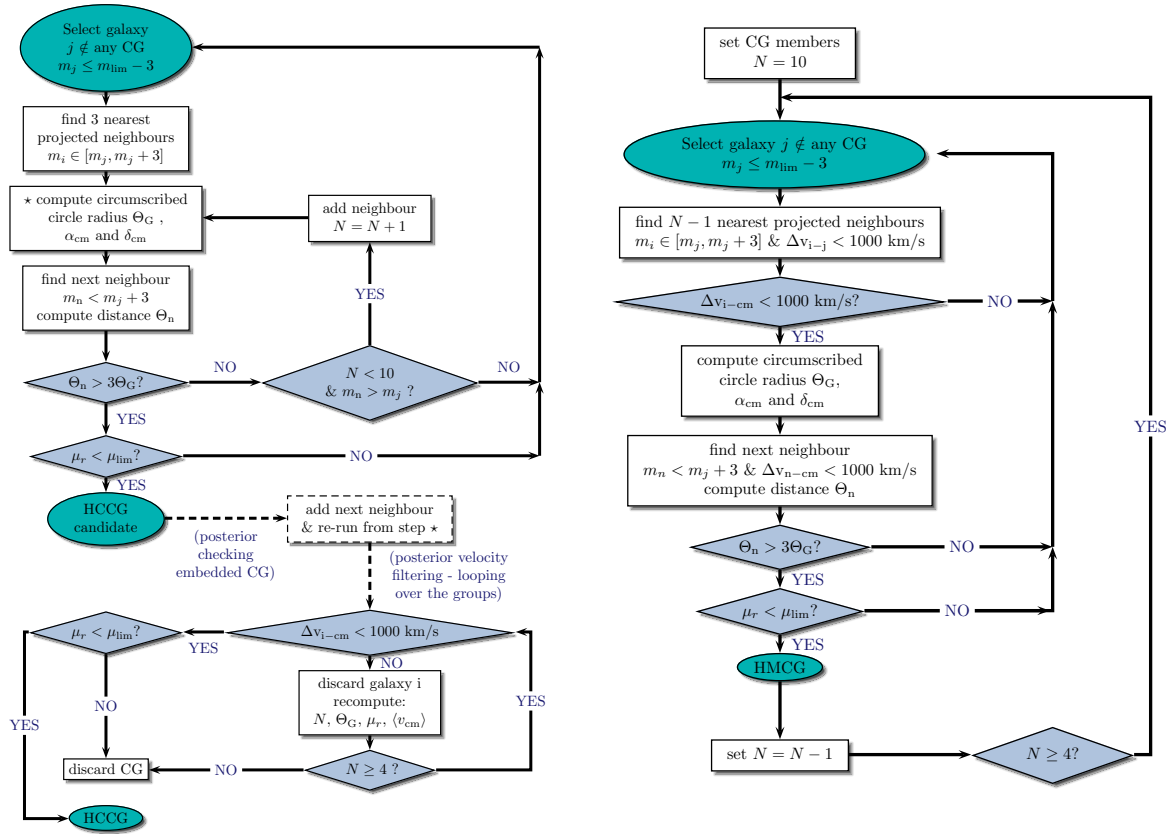 Select galaxy
j ∉ any CG
m_j ≤ m_lim − 3
find 3 nearest
projected neighbours
m_i ∈ [m_j, m_j + 3]
⋆ compute circumscribed
circle radius Θ_G ,
α_cm and δ_cm
add neighbour
N = N + 1
find next neighbour
m_n < m_j + 3
compute distance Θ_n
YES
Θ_n > 3Θ_G?
NO
N < 10
& m_n > m_j ?
NO
YES
μ_r < μ_lim?
NO
YES
HCCG
candidate
add next neighbour
& re-run from step ⋆
(posterior
checking
embedded CG)
(posterior velocity
filtering - looping
over the groups)
μ_r < μ_lim?
YES
Δv_i−cm < 1000 km/s
NO
discard galaxy i
recompute:
N, Θ_G, μ_r, ⟨v_cm⟩
YES
NO
YES
discard CG
NO
N ≥ 4 ?
HCCG
set CG members
N = 10
Select galaxy j ∉ any CG
m_j ≤ m_lim − 3
find N − 1 nearest projected neighbours
m_i ∈ [m_j, m_j + 3] & Δv_i−j < 1000 km/s
Δv_i−cm < 1000 km/s?
NO
YES
compute circumscribed
circle radius Θ_G,
α_cm and δ_cm
YES
find next neighbour
m_n < m_j + 3 & Δv_n−cm < 1000 km/s
compute distance Θ_n
Θ_n > 3Θ_G?
NO
YES
μ_r < μ_lim?
NO
YES
HMCG
set N = N − 1
N ≥ 4?